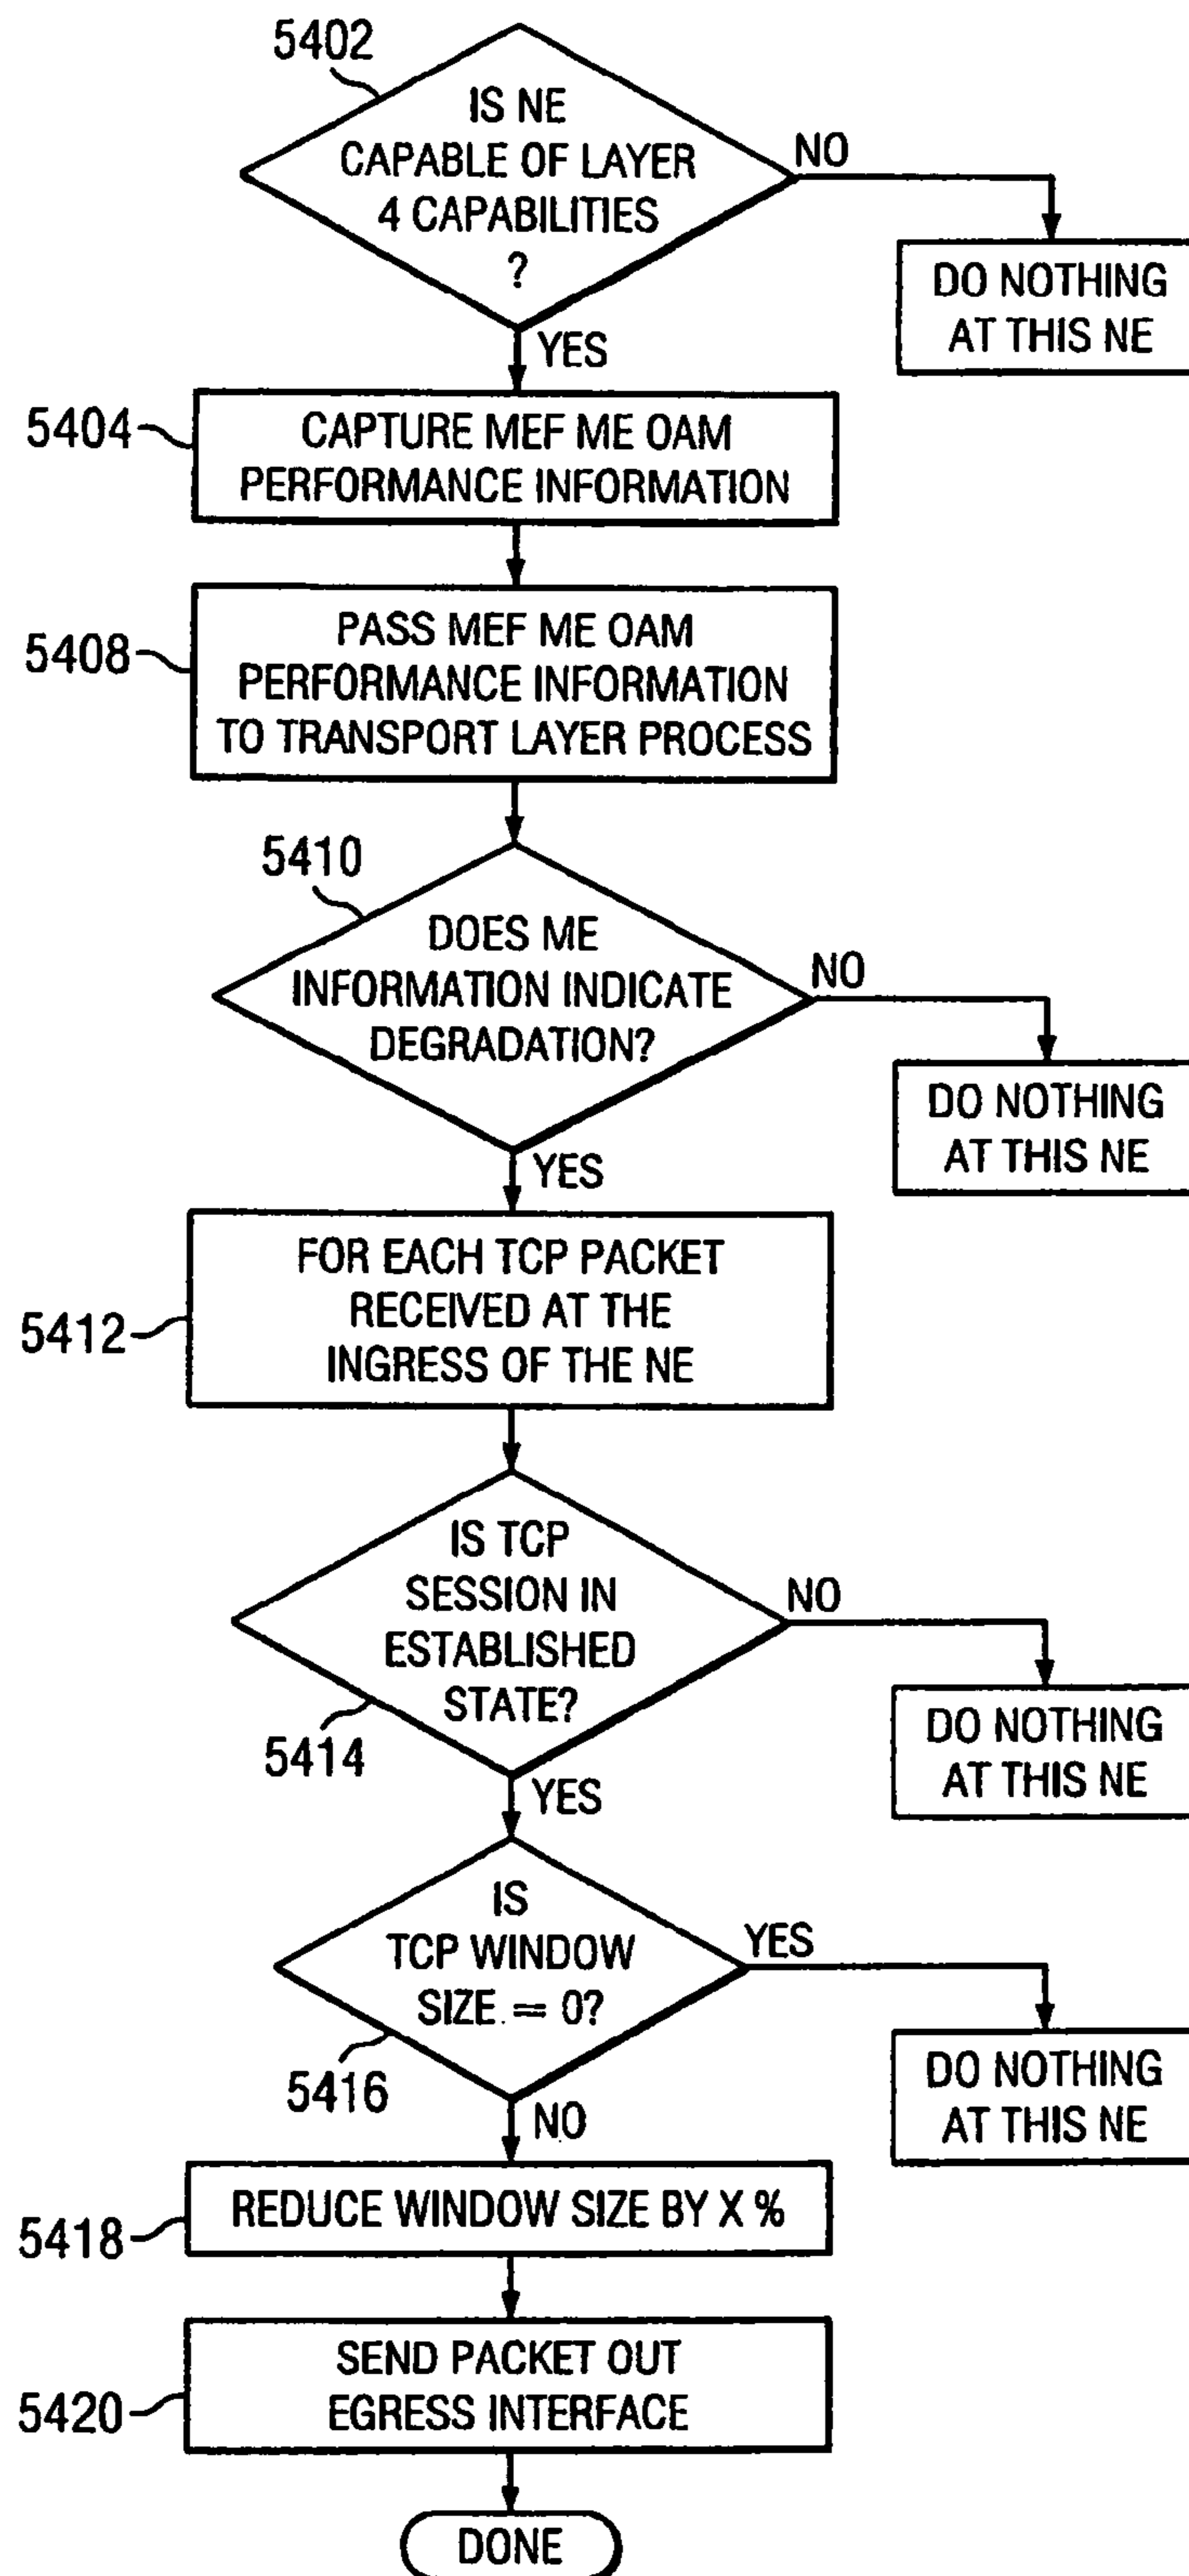 5402
IS NE
CAPABLE OF LAYER
4 CAPABILITIES
?
NO
DO NOTHING
AT THIS NE
YES
5404
CAPTURE MEF ME OAM
PERFORMANCE INFORMATION
5408
PASS MEF ME OAM
PERFORMANCE INFORMATION
TO TRANSPORT LAYER PROCESS
5410
DOES ME
INFORMATION INDICATE
DEGRADATION?
NO
DO NOTHING
AT THIS NE
YES
5412
FOR EACH TCP PACKET
RECEIVED AT THE
INGRESS OF THE NE
IS TCP
SESSION IN
ESTABLISHED
STATE?
5414
NO
DO NOTHING
AT THIS NE
YES
IS
TCP WINDOW
SIZE = 0?
5416
YES
DO NOTHING
AT THIS NE
NO
5418
REDUCE WINDOW SIZE BY X %
5420
SEND PACKET OUT
EGRESS INTERFACE
DONE